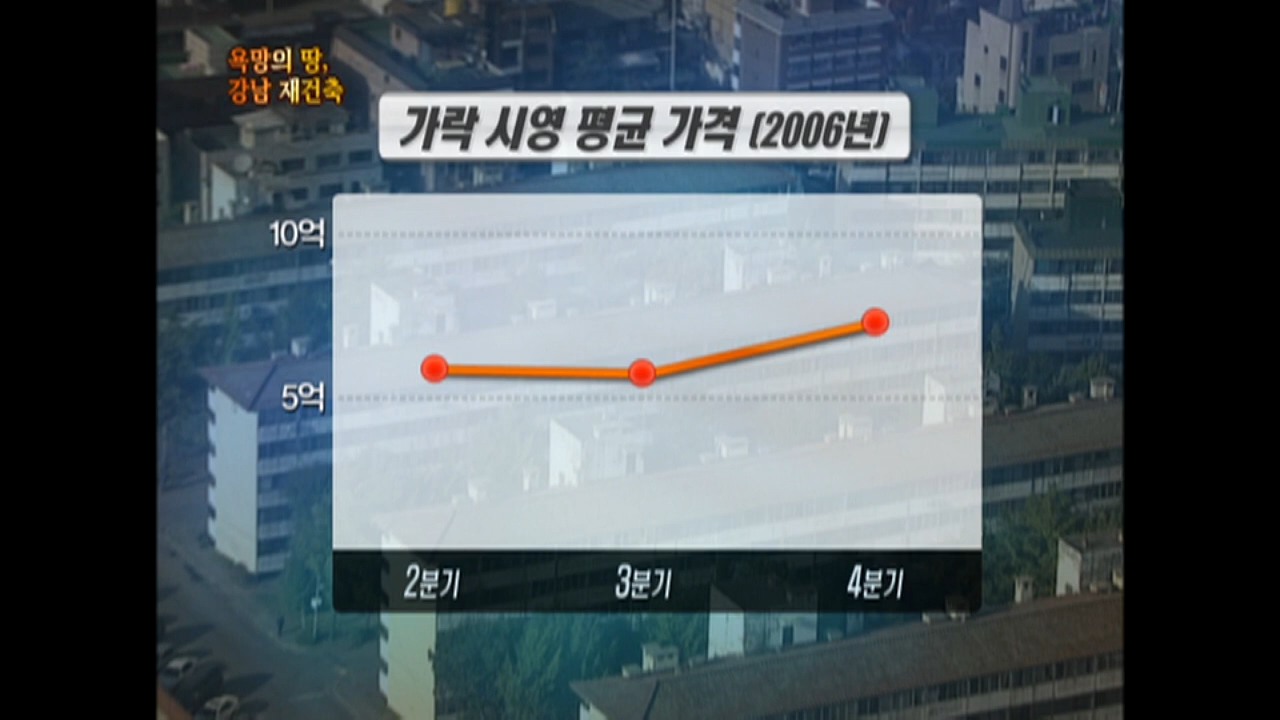 욕망의 땅,
강남 재건축
가락 시영 평균 가격 (2006년)
10억
5억
2분기
3분기
4분기